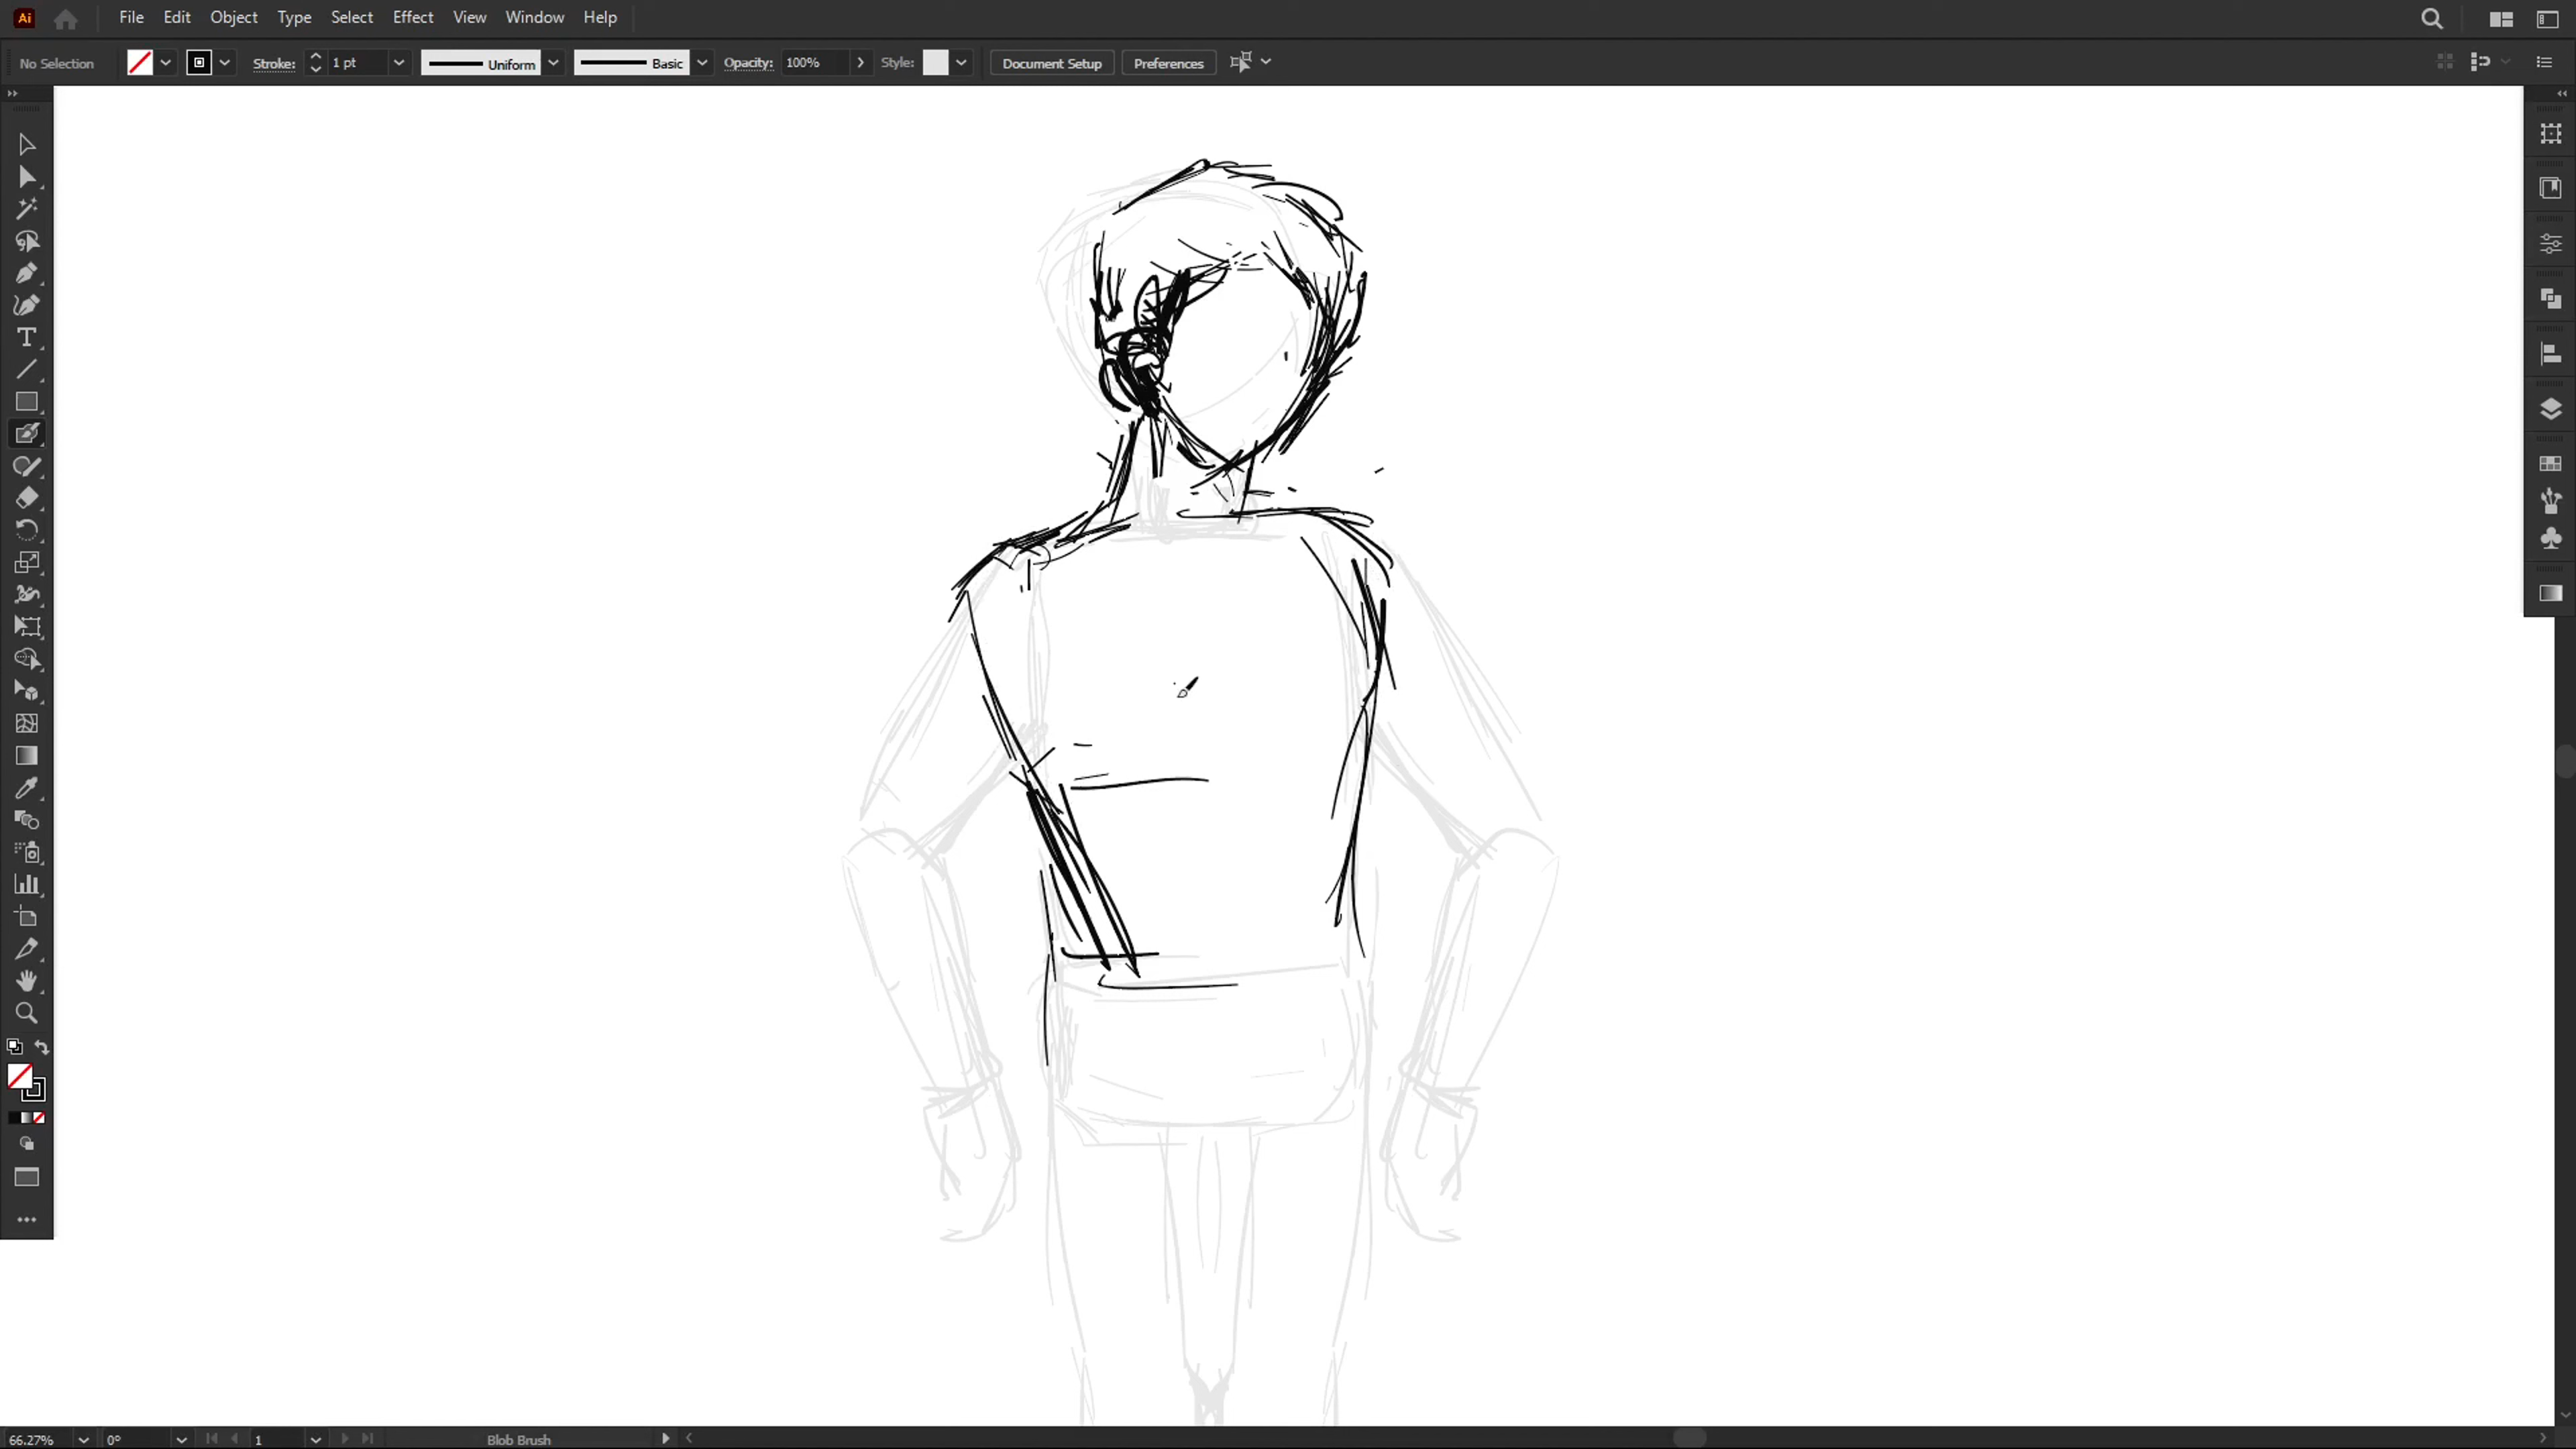 Ai File Edit Object Type Select Effect View Window Help
No Selection Stroke: 1 pt Uniform Basic Opacity: 100% Style: Document Setup Preferences
T
66.27% 0° 1 Blob Brush